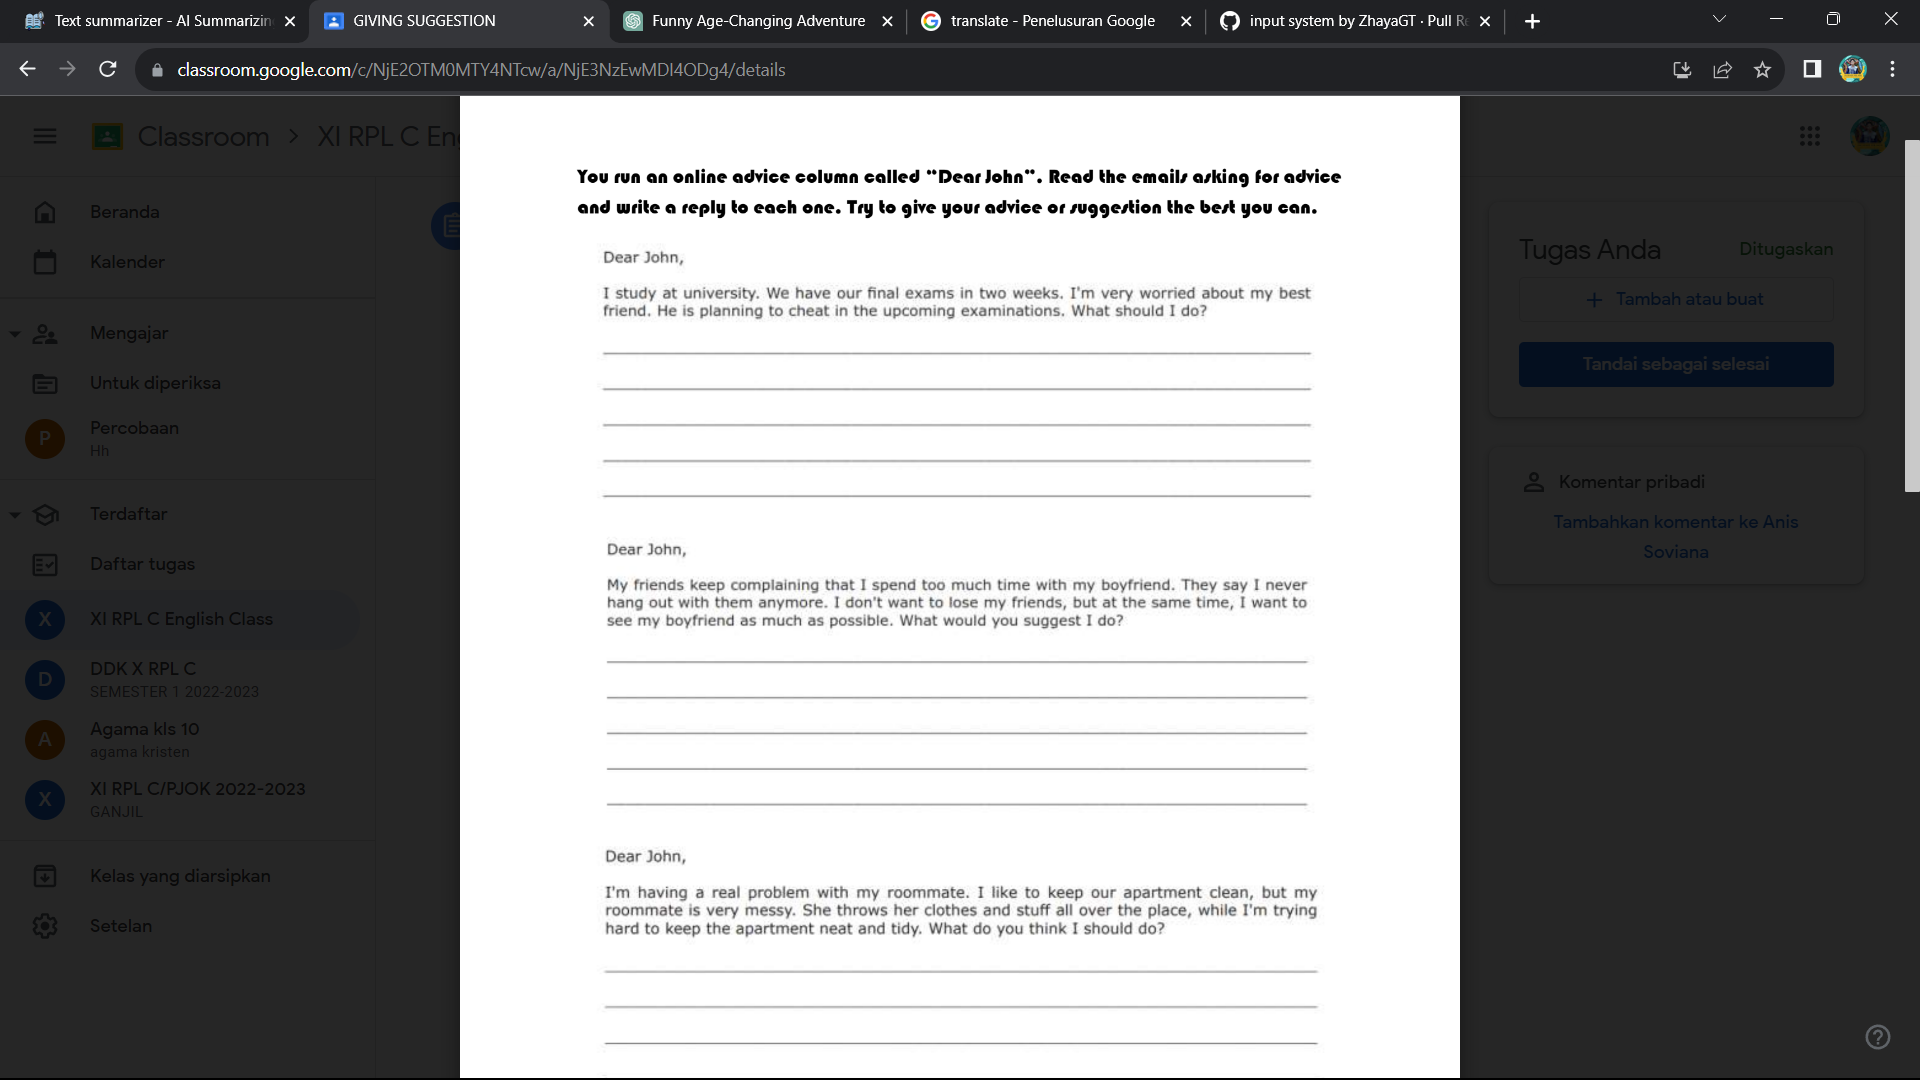 Text summarizer - AI Summarizin
GIVING SUGGESTION
Funny Age-Changing Adventure
translate - Penelusuran Google
input system by ZhayaGT · Pull Re
classroom.google.com/c/NjE2OTM0MTY4NTcw/a/NjE3NzEwMDI4ODg4/details
Classroom > XI RPL C Eng
Beranda
Kalender
Mengajar
Untuk diperiksa
P
Percobaan
Hh
Terdaftar
Daftar tugas
X
XI RPL C English Class
D
DDK X RPL C
SEMESTER 1 2022-2023
A
Agama kls 10
agama kristen
X
XI RPL C/PJOK 2022-2023
GANJIL
Kelas yang diarsipkan
Setelan
You run an online advice column called “Dear John”. Read the emails asking for advice
and write a reply to each one. Try to give your advice or suggestion the best you can.
Dear John,
I study at university. We have our final exams in two weeks. I'm very worried about my best
friend. He is planning to cheat in the upcoming examinations. What should I do?
Dear John,
My friends keep complaining that I spend too much time with my boyfriend. They say I never
hang out with them anymore. I don't want to lose my friends, but at the same time, I want to
see my boyfriend as much as possible. What would you suggest I do?
Dear John,
I'm having a real problem with my roommate. I like to keep our apartment clean, but my
roommate is very messy. She throws her clothes and stuff all over the place, while I'm trying
hard to keep the apartment neat and tidy. What do you think I should do?
Tugas Anda
Ditugaskan
+ Tambah atau buat
Tandai sebagai selesai
Komentar pribadi
Tambahkan komentar ke Anis
Soviana